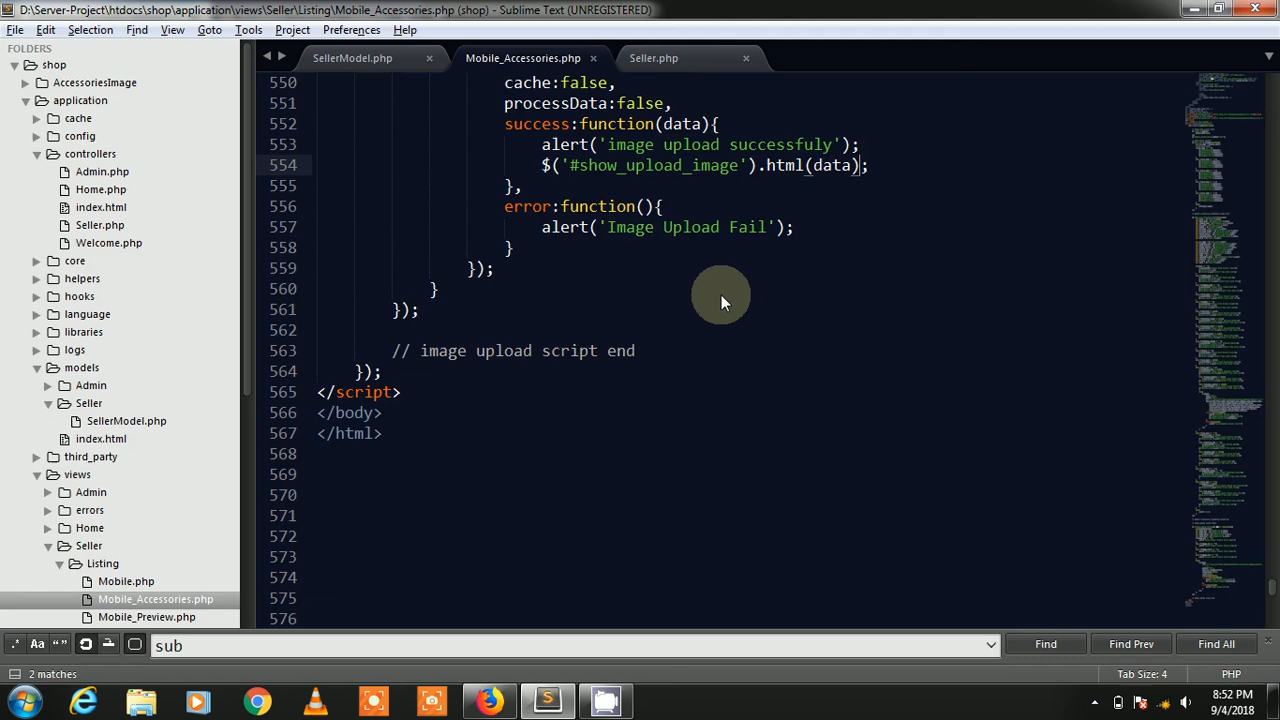 D:\Server-Project\htdocs\shop\application\views\Seller\Listing\Mobile_Accessories.php (shop) - Sublime Text (UNREGISTERED)
File Edit Selection Find View Goto Tools Project Preferences Help
FOLDERS
shop
AccessoriesImage
application
cache
config
controllers
Admin.php
Home.php
index.html
Seller.php
Welcome.php
core
helpers
hooks
language
libraries
logs
models
Admin
Seller
SellerModel.php
index.html
third_party
views
Admin
errors
Home
Seller
Listing
Mobile.php
Mobile_Accessories.php
Mobile_Preview.php
SellerModel.php Mobile_Accessories.php Seller.php
550 cache:false,
551 processData:false,
552 success:function(data){
553 alert('image upload successfuly');
554 $('#show_upload_image').html(data);
555 },
556 error:function(){
557 alert('Image Upload Fail');
558 }
559 });
560 }
561 });
562
563 // image upload script end
564 });
565 </script>
566 </body>
567 </html>
568
569
570
571
572
573
574
575
576
.* Aa “” sub Find Find Prev Find All
2 matches Tab Size: 4 PHP
8:52 PM
9/4/2018